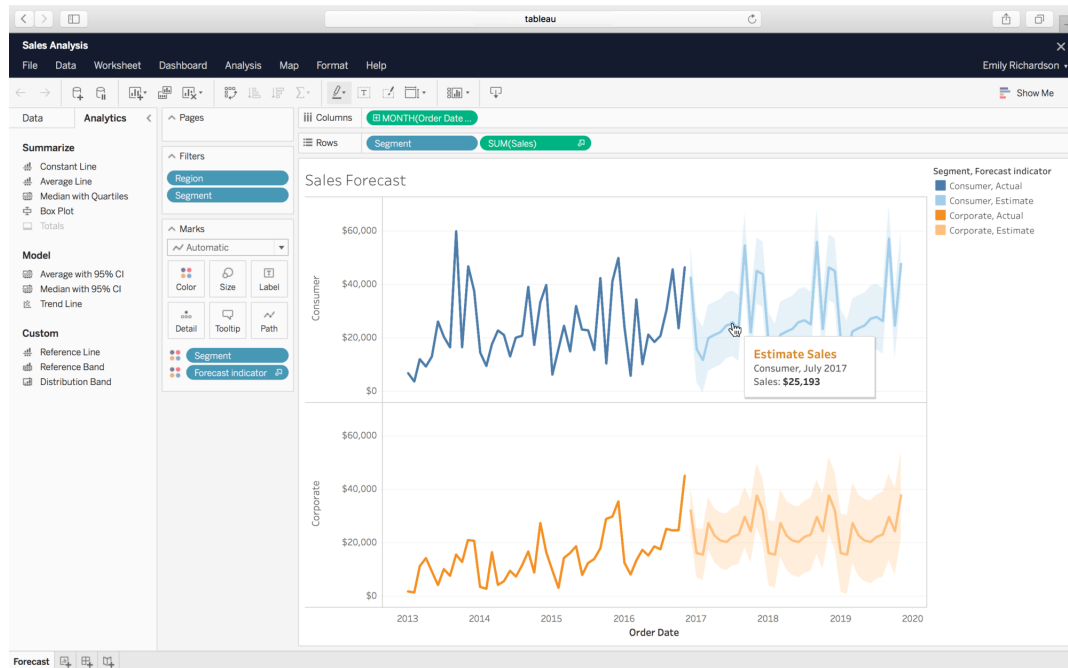 tableau
Sales Analysis
File Data Worksheet Dashboard Analysis Map Format Help
Emily Richardson
Show Me
Data Analytics
Pages
Columns
MONTH(Order Date ...
Rows
Segment
SUM(Sales)
Summarize
Constant Line
Average Line
Median with Quartiles
Box Plot
Totals
Model
Average with 95% CI
Median with 95% CI
Trend Line
Custom
Reference Line
Reference Band
Distribution Band
Filters
Region
Segment
Marks
Automatic
Color Size Label
Detail Tooltip Path
Segment
Forecast indicator
Sales Forecast
Consumer
$60,000
$40,000
$20,000
$0
Estimate Sales
Consumer, July 2017
Sales: $25,193
Corporate
$60,000
$40,000
$20,000
$0
2013 2014 2015 2016 2017 2018 2019 2020
Order Date
Segment, Forecast indicator
Consumer, Actual
Consumer, Estimate
Corporate, Actual
Corporate, Estimate
Forecast